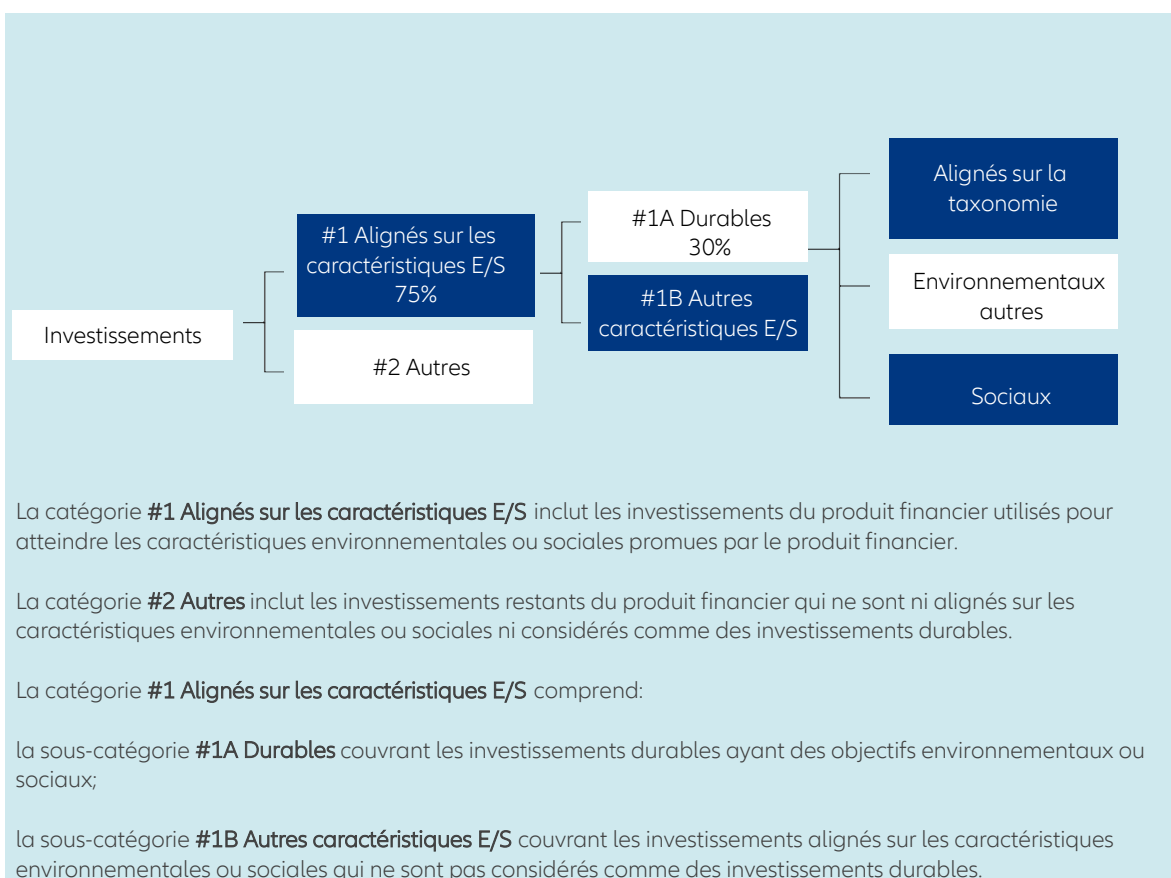 Investissements
#1 Alignés sur les
caractéristiques E/S
75%
#2 Autres
#1A Durables
30%
#1B Autres
caractéristiques E/S
Alignés sur la
taxonomie
Environnementaux
autres
Sociaux
La catégorie #1 Alignés sur les caractéristiques E/S inclut les investissements du produit financier utilisés pour
atteindre les caractéristiques environnementales ou sociales promues par le produit financier.
La catégorie #2 Autres inclut les investissements restants du produit financier qui ne sont ni alignés sur les
caractéristiques environnementales ou sociales ni considérés comme des investissements durables.
La catégorie #1 Alignés sur les caractéristiques E/S comprend:
la sous-catégorie #1A Durables couvrant les investissements durables ayant des objectifs environnementaux ou
sociaux;
la sous-catégorie #1B Autres caractéristiques E/S couvrant les investissements alignés sur les caractéristiques
environnementales ou sociales qui ne sont pas considérés comme des investissements durables.